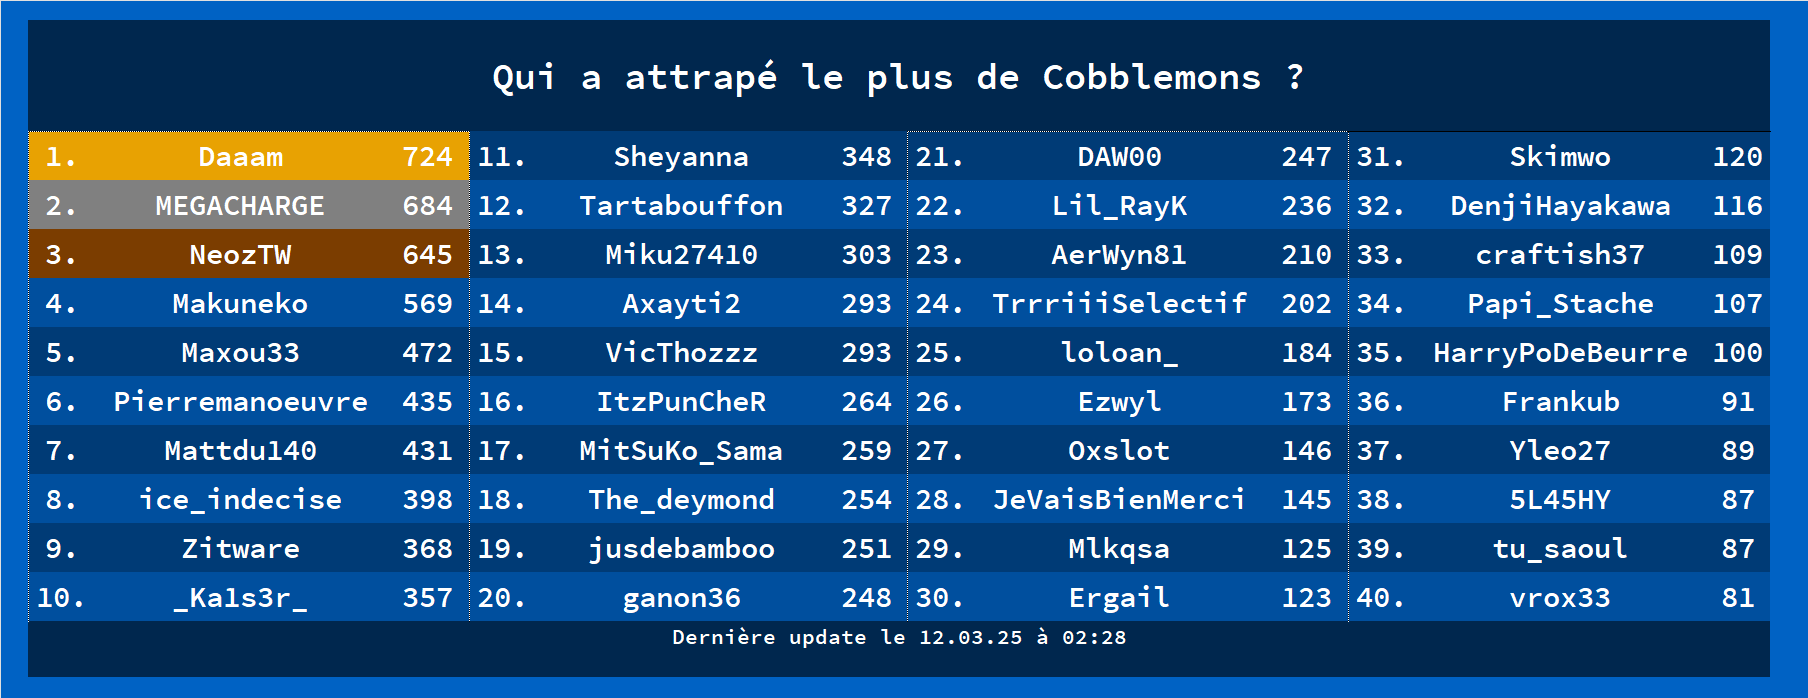 Qui a attrapé le plus de Cobblemons ?
1. Daaam 724 11. Sheyanna 348 21. DAW00 247 31. Skimwo 120
2. MEGACHARGE 684 12. Tartabouffon 327 22. Lil_RayK 236 32. DenjiHayakawa 116
3. NeozTW 645 13. Miku27410 303 23. AerWyn81 210 33. craftish37 109
4. Makuneko 569 14. Axayti2 293 24. TrrriiiSelectif 202 34. Papi_Stache 107
5. Maxou33 472 15. VicThozzz 293 25. loloan_ 184 35. HarryPoDeBeurre 100
6. Pierremanoeuvre 435 16. ItzPunCheR 264 26. Ezwyl 173 36. Frankub 91
7. Mattdu140 431 17. MitSuKo_Sama 259 27. Oxslot 146 37. Yleo27 89
8. ice_indecise 398 18. The_deymond 254 28. JeVaisBienMerci 145 38. 5L45HY 87
9. Zitware 368 19. jusdebamboo 251 29. Mlkqsa 125 39. tu_saoul 87
10. _Ka1s3r_ 357 20. ganon36 248 30. Ergail 123 40. vrox33 81
Dernière update le 12.03.25 à 02:28